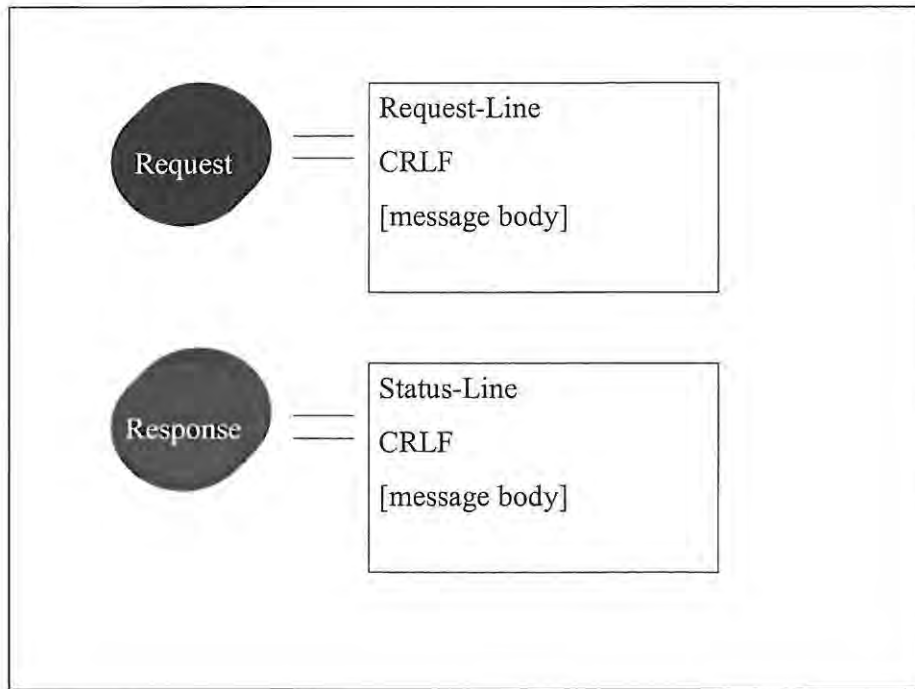 Request
Request-Line
CRLF
[message body]
Response
Status-Line
CRLF
[message body]